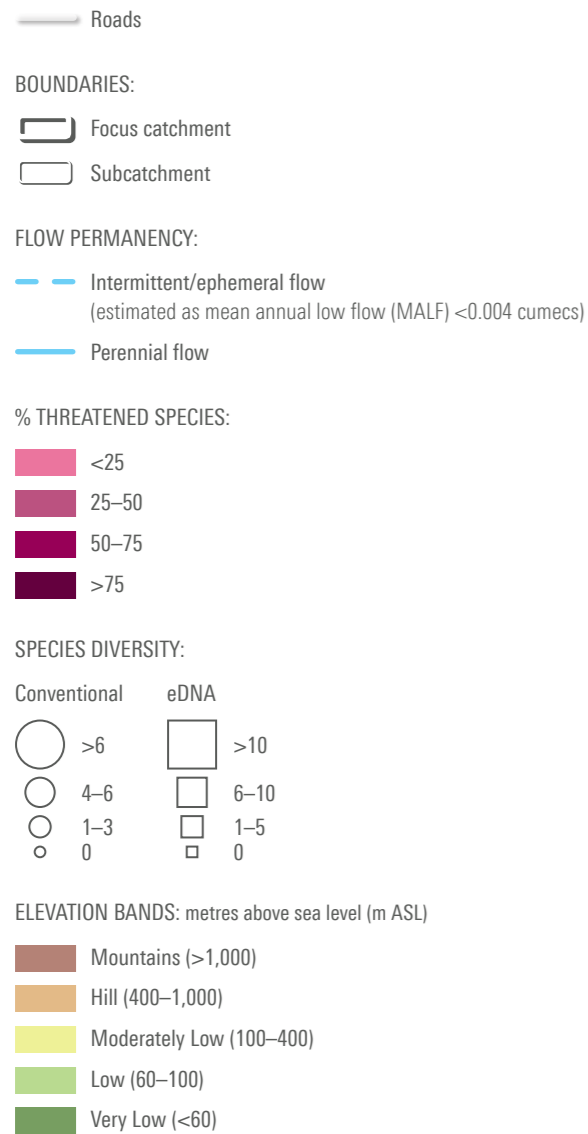 Roads
BOUNDARIES:
Focus catchment
Subcatchment
FLOW PERMANENCY:
Intermittent/ephemeral flow
(estimated as mean annual low flow (MALF) <0.004 cumecs)
Perennial flow
% THREATENED SPECIES:
<25
25–50
50–75
>75
SPECIES DIVERSITY:
Conventional eDNA
>6 >10
4–6 6–10
1–3 1–5
0 0
ELEVATION BANDS: metres above sea level (m ASL)
Mountains (>1,000)
Hill (400–1,000)
Moderately Low (100–400)
Low (60–100)
Very Low (<60)